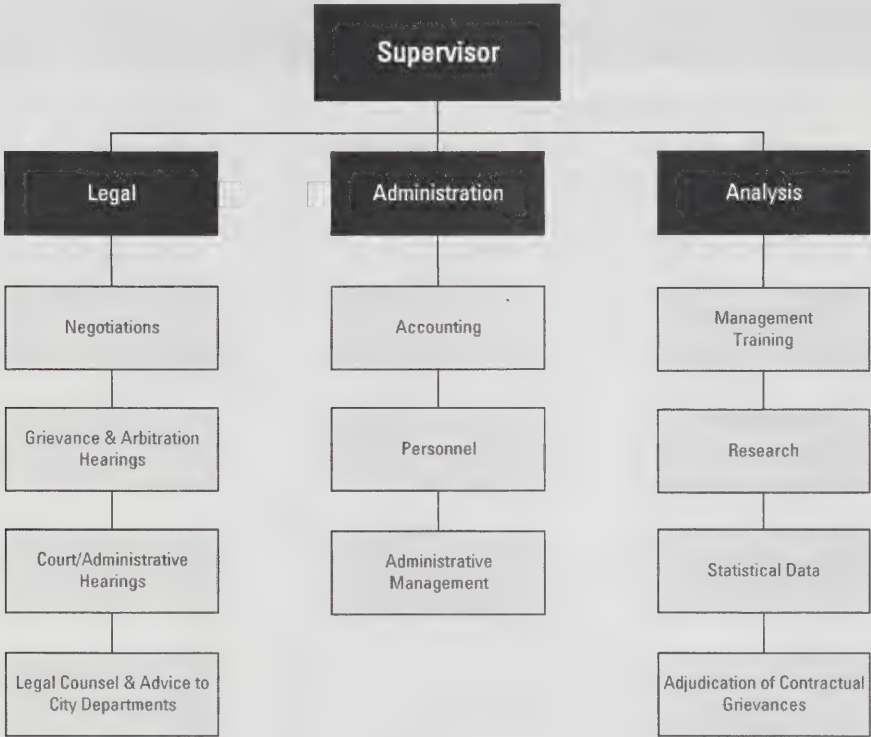 Supervisor
Legal
Administration
Analysis
Negotiations
Accounting
Management
Training
Grievance & Arbitration
Hearings
Personnel
Research
Court/Administrative
Hearings
Administrative
Management
Statistical Data
Legal Counsel & Advice to
City Departments
Adjudication of Contractual
Grievances